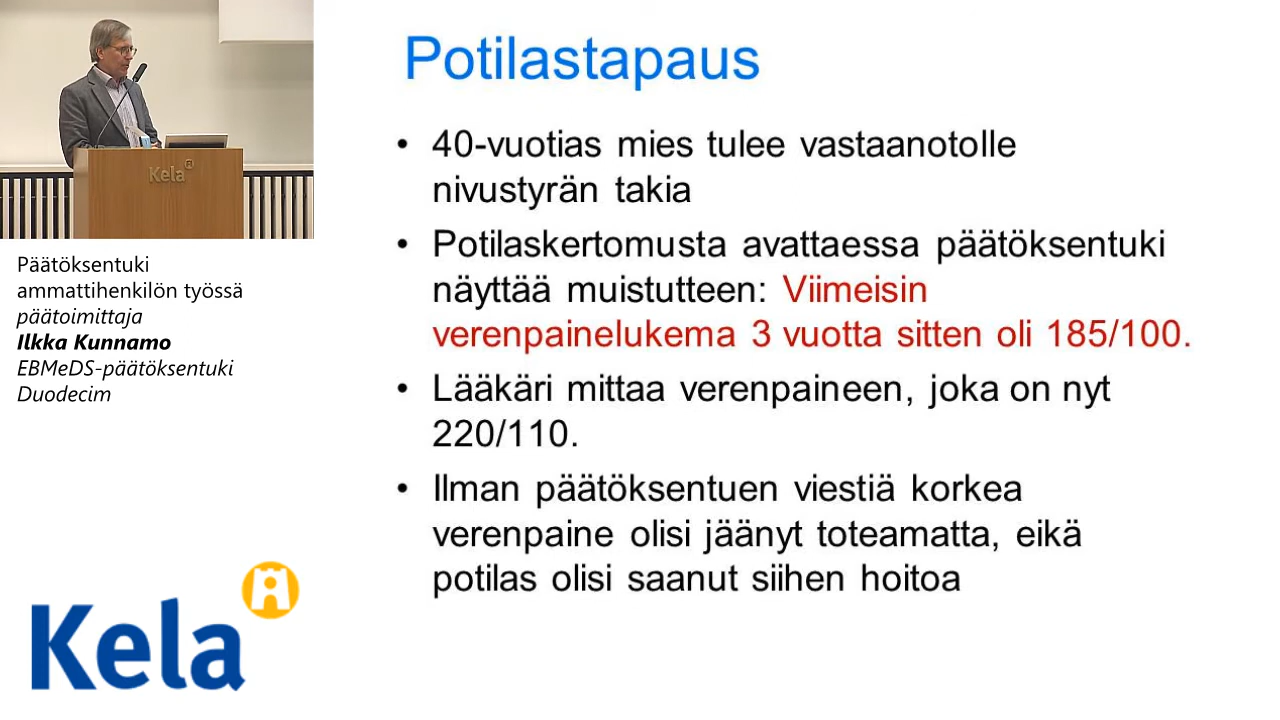 Potilastapaus
• 40-vuotias mies tulee vastaanotolle
nivustyrän takia
• Potilaskertomusta avattaessa päätöksentuki
näyttää muistutteen: Viimeisin
verenpainelukema 3 vuotta sitten oli 185/100.
• Lääkäri mittaa verenpaineen, joka on nyt
220/110.
• Ilman päätöksentuen viestiä korkea
verenpaine olisi jäänyt toteamatta, eikä
potilas olisi saanut siihen hoitoa
Kela
Päätöksentuki
ammattihenkilön työssä
päätoimittaja
Ilkka Kunnamo
EBMeDS-päätöksentuki
Duodecim
Kela